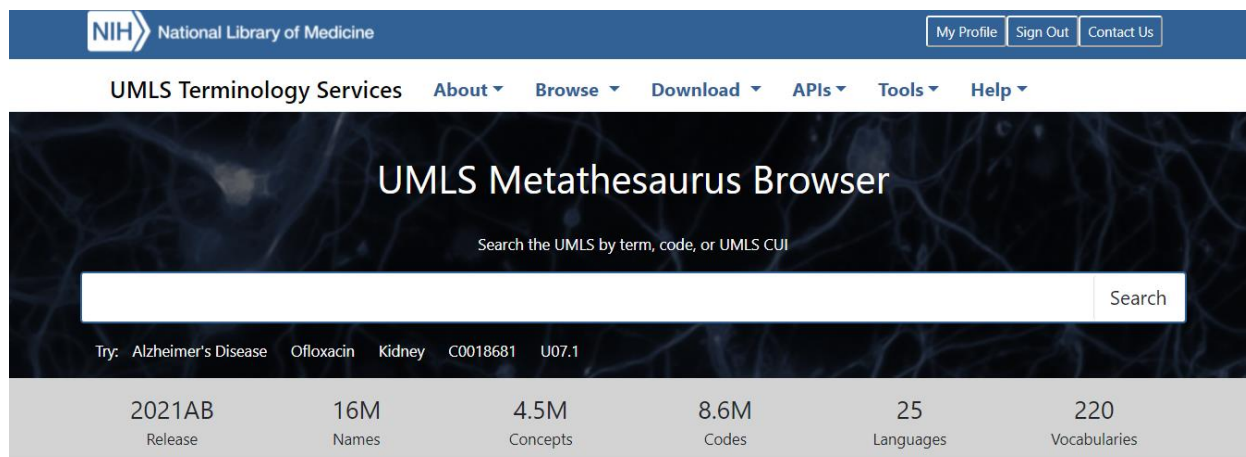 NIH National Library of Medicine My Profile Sign Out Contact Us
UMLS Terminology Services About Browse Download APIs Tools Help
UMLS Metathesaurus Browser
Search the UMLS by term, code, or UMLS CUI
Search
Try: Alzheimer's Disease Ofloxacin Kidney C0018681 U07.1
2021AB 16M 4.5M 8.6M 25 220
Release Names Concepts Codes Languages Vocabularies